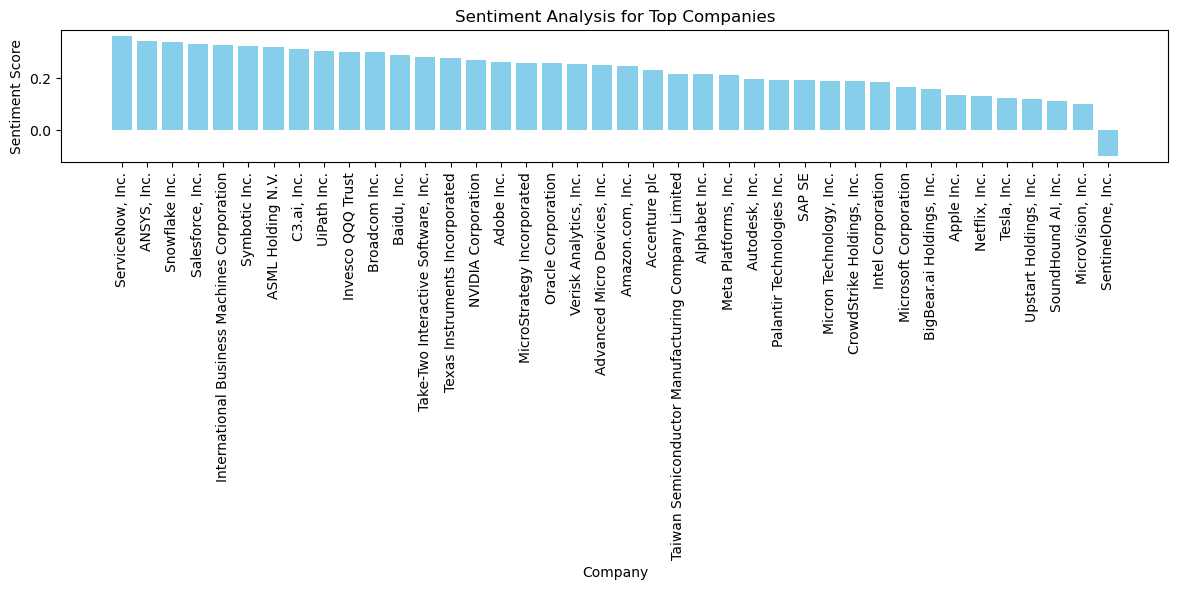 Sentiment Analysis for Top Companies
Sentiment Score
0.2
0.0
ServiceNow, Inc.
ANSYS, Inc.
Snowflake Inc.
Salesforce, Inc.
International Business Machines Corporation
Symbotic Inc.
ASML Holding N.V.
C3.ai, Inc.
UiPath Inc.
Invesco QQQ Trust
Broadcom Inc.
Baidu, Inc.
Take-Two Interactive Software, Inc.
Texas Instruments Incorporated
NVIDIA Corporation
Adobe Inc.
MicroStrategy Incorporated
Oracle Corporation
Verisk Analytics, Inc.
Advanced Micro Devices, Inc.
Amazon.com, Inc.
Accenture plc
Taiwan Semiconductor Manufacturing Company Limited
Alphabet Inc.
Meta Platforms, Inc.
Autodesk, Inc.
Palantir Technologies Inc.
SAP SE
Micron Technology, Inc.
CrowdStrike Holdings, Inc.
Intel Corporation
Microsoft Corporation
BigBear.ai Holdings, Inc.
Apple Inc.
Netflix, Inc.
Tesla, Inc.
Upstart Holdings, Inc.
SoundHound AI, Inc.
MicroVision, Inc.
SentinelOne, Inc.
Company